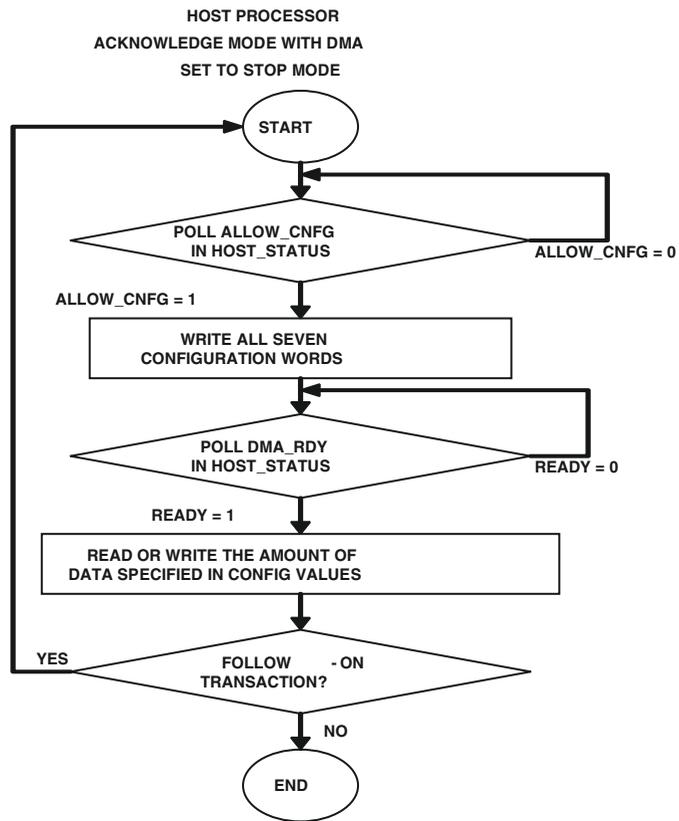 HOST PROCESSOR
ACKNOWLEDGE MODE WITH DMA
SET TO STOP MODE
START
POLL ALLOW_CNFG
IN HOST_STATUS
ALLOW_CNFG = 0
ALLOW_CNFG = 1
WRITE ALL SEVEN
CONFIGURATION WORDS
POLL DMA_RDY
IN HOST_STATUS
READY = 0
READY = 1
READ OR WRITE THE AMOUNT OF
DATA SPECIFIED IN CONFIG VALUES
YES
FOLLOW - ON
TRANSACTION?
NO
END